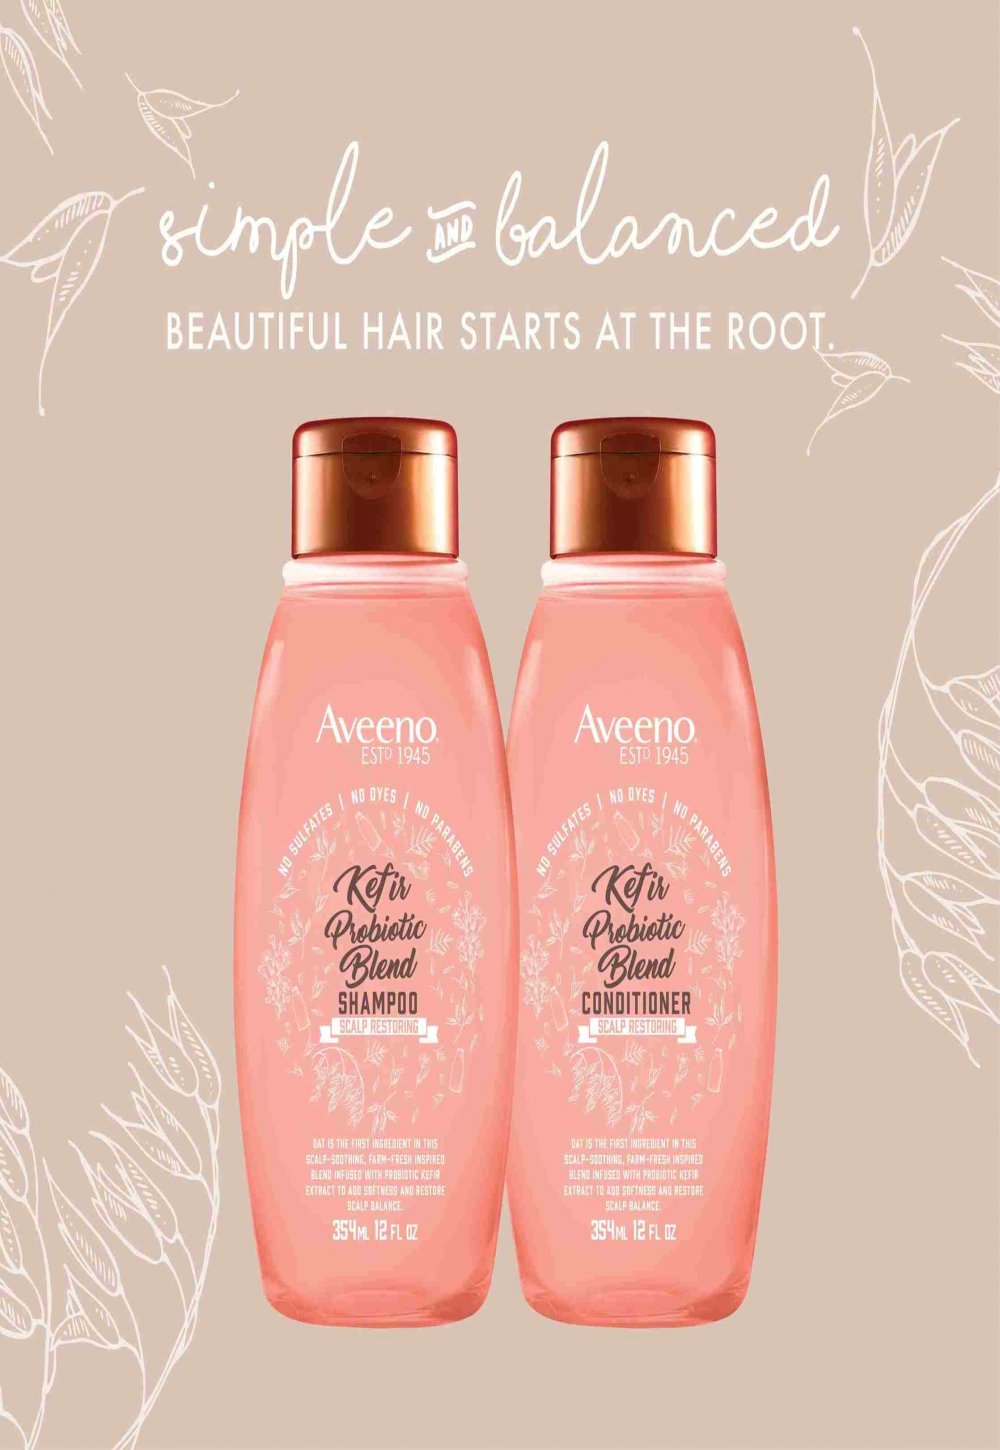 simple AND balanced
BEAUTIFUL HAIR STARTS AT THE ROOT.
Aveeno®
ESTD 1945
NO SULFATES | NO DYES | NO PARABENS
Kefir
Probiotic
Blend
SHAMPOO
SCALP RESTORING
OAT IS THE FIRST INGREDIENT IN THIS
SCALP-SOOTHING, FARM-FRESH INSPIRED
BLEND INFUSED WITH PROBIOTIC KEFIR
EXTRACT TO ADD SOFTNESS AND RESTORE
SCALP BALANCE.
354ML 12 FL OZ
Aveeno®
ESTD 1945
NO SULFATES | NO DYES | NO PARABENS
Kefir
Probiotic
Blend
CONDITIONER
SCALP RESTORING
OAT IS THE FIRST INGREDIENT IN THIS
SCALP-SOOTHING, FARM-FRESH INSPIRED
BLEND INFUSED WITH PROBIOTIC KEFIR
EXTRACT TO ADD SOFTNESS AND RESTORE
SCALP BALANCE.
354ML 12 FL OZ